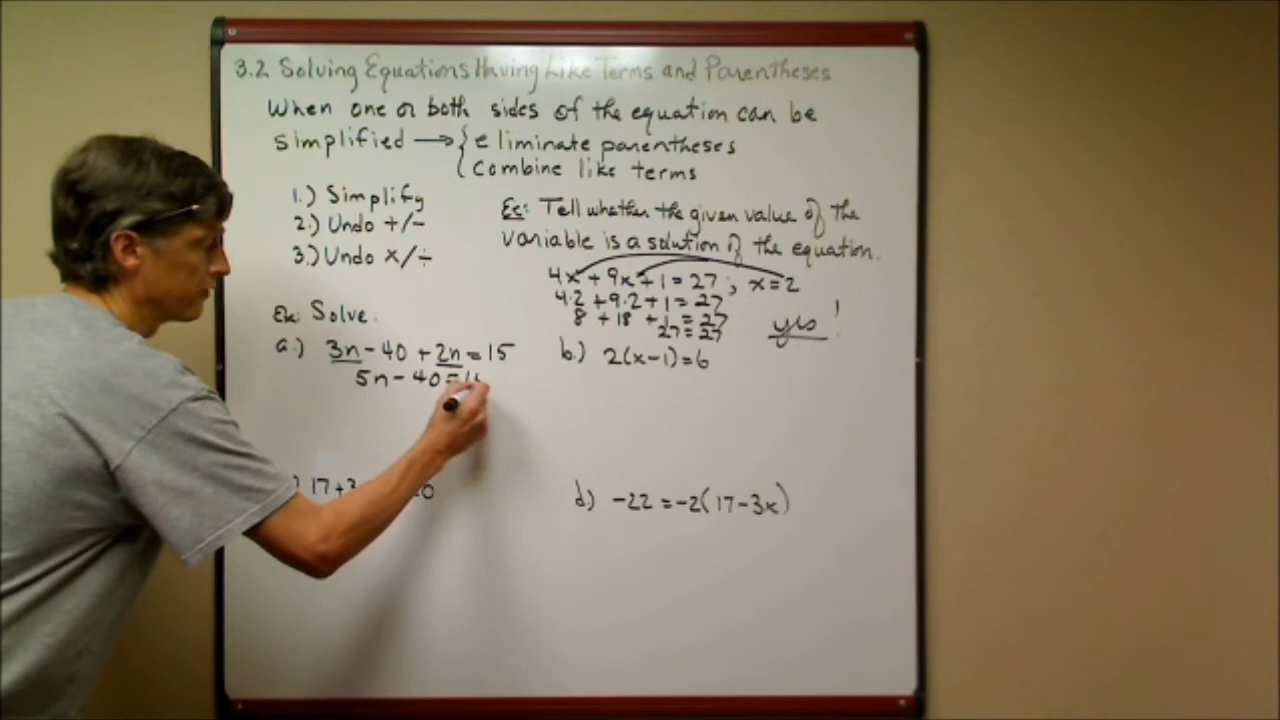 3.2 Solving Equations Having Like Terms and Parentheses
When one or both sides of the equation can be
simplified → { eliminate parentheses
combine like terms
1.) Simplify
2.) Undo +/-
3.) Undo ×/÷
Ex: Tell whether the given value of the
variable is a solution of the equation.
4x + 9x + 1 = 27 ; x = 2
4·2 + 9·2 + 1 = 27
8 + 18 + 1 = 27
27 = 27
yes!
Ex: Solve.
a.) 3n - 40 + 2n = 15
5n - 40 =
b.) 2(x-1) = 6
) 17 + 3
=0
d.) -22 = -2(17-3x)